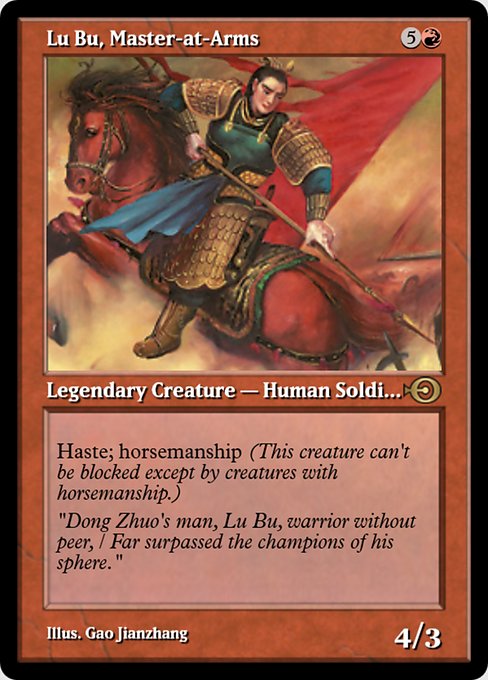 Lu Bu, Master-at-Arms 5
Legendary Creature — Human Soldi...
Haste; horsemanship (This creature can't
be blocked except by creatures with
horsemanship.)
"Dong Zhuo's man, Lu Bu, warrior without
peer, / Far surpassed the champions of his
sphere."
Illus. Gao Jianzhang
4/3